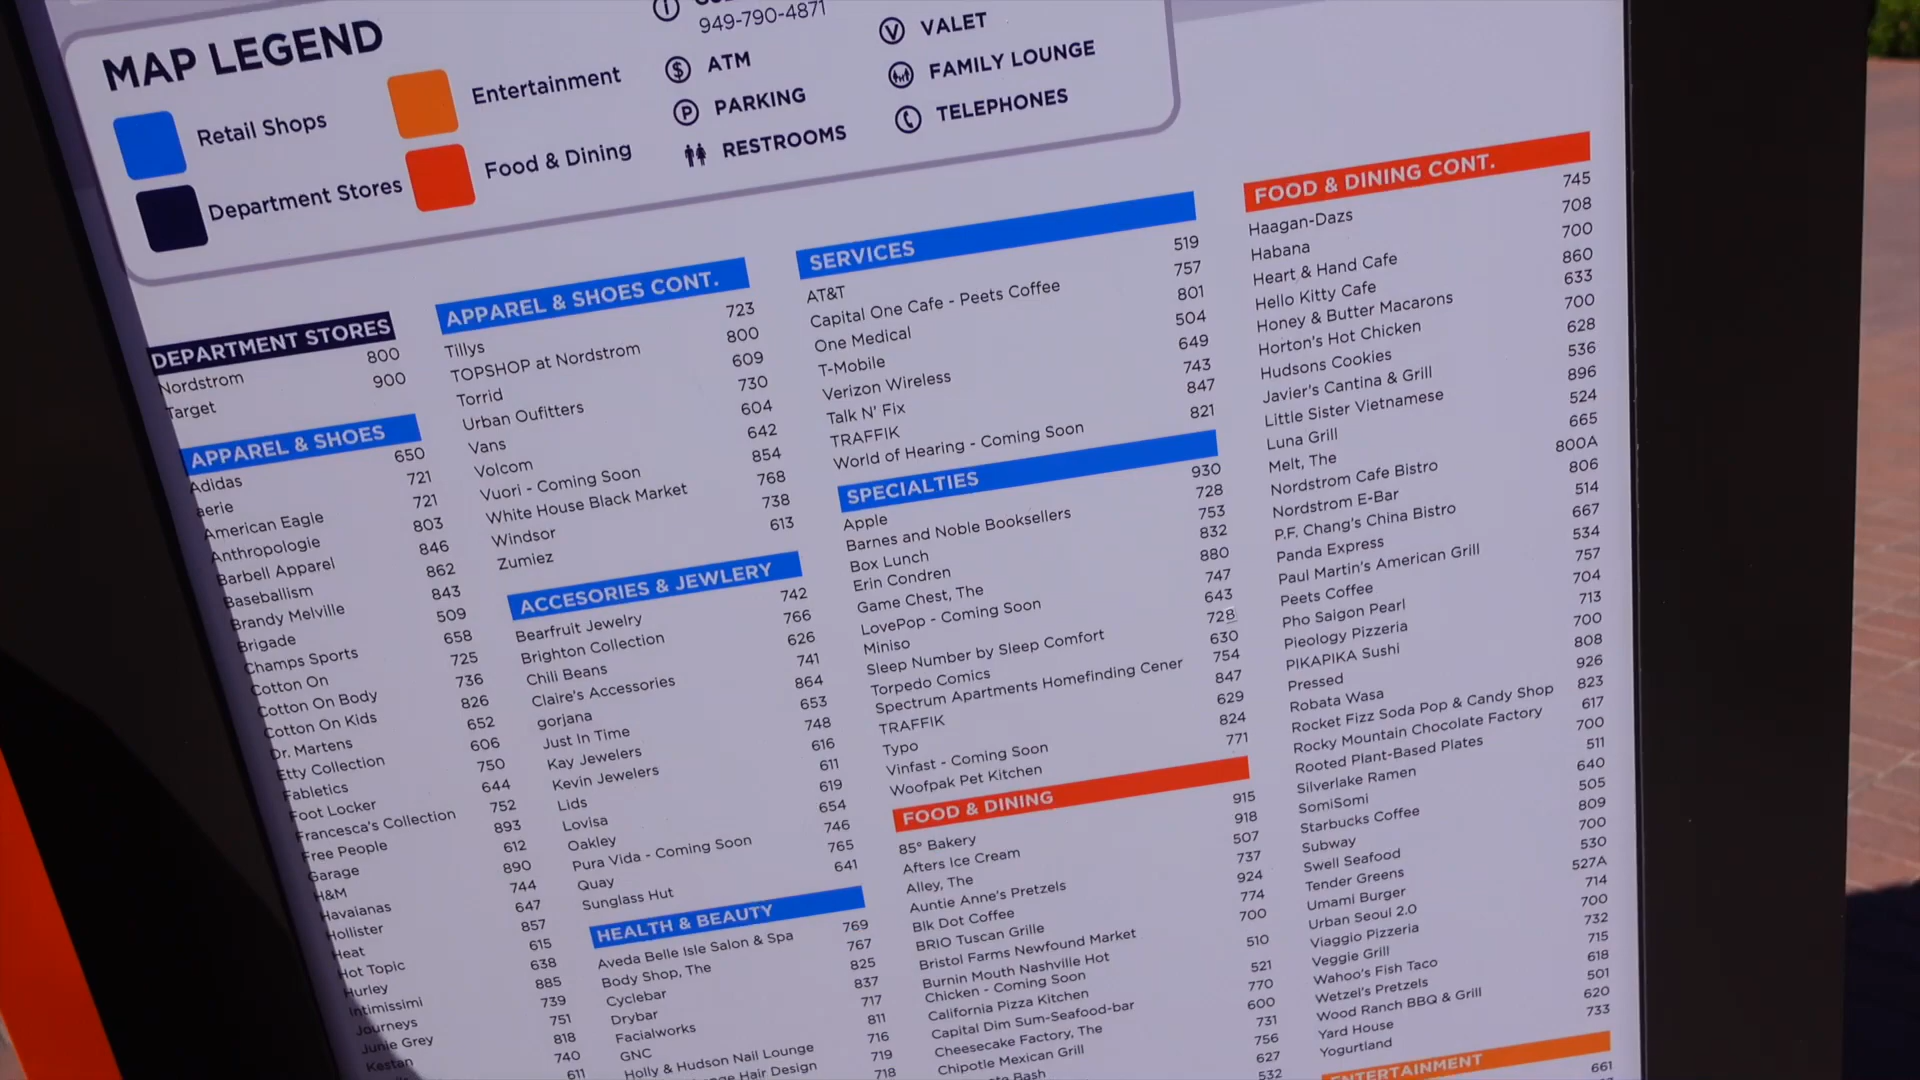 MAP LEGEND
Retail Shops
Department Stores
Entertainment
Food & Dining
949-790-4871
ATM
PARKING
RESTROOMS
VALET
FAMILY LOUNGE
TELEPHONES
DEPARTMENT STORES
Nordstrom 800
Target 900
APPAREL & SHOES
Adidas 650
aerie 721
American Eagle 721
Anthropologie 803
Barbell Apparel 846
Baseballism 862
Brandy Melville 843
Brigade 509
Champs Sports 658
Cotton On 725
Cotton On Body 736
Cotton On Kids 826
Dr. Martens 652
Etty Collection 606
Fabletics 750
Foot Locker 644
Francesca's Collection 752
Free People 893
Garage 612
H&M 890
Havaianas 744
Hollister 647
Heat 857
Hot Topic 615
Hurley 638
Intimissimi 885
Journeys 739
Junie Grey 751
Kestan 818
740
611
APPAREL & SHOES CONT.
Tillys 723
TOPSHOP at Nordstrom 800
Torrid 609
Urban Oufitters 730
Vans 604
Volcom 642
Vuori - Coming Soon 854
White House Black Market 768
Windsor 738
Zumiez 613
ACCESORIES & JEWLERY
Bearfruit Jewelry 742
Brighton Collection 766
Chili Beans 626
Claire's Accessories 741
gorjana 864
Just In Time 653
Kay Jewelers 748
Kevin Jewelers 616
Lids 611
Lovisa 619
Oakley 654
Pura Vida - Coming Soon 746
Quay 765
Sunglass Hut 641
HEALTH & BEAUTY
Aveda Belle Isle Salon & Spa 769
Body Shop, The 767
Cyclebar 825
Drybar 837
Facialworks 717
GNC 811
Holly & Hudson Nail Lounge 716
Hair Design 719
718
SERVICES
AT&T 519
Capital One Cafe - Peets Coffee 757
One Medical 801
T-Mobile 504
Verizon Wireless 649
Talk N' Fix 743
TRAFFIK 847
World of Hearing - Coming Soon 821
SPECIALTIES
Apple 930
Barnes and Noble Booksellers 728
Box Lunch 753
Erin Condren 832
Game Chest, The 880
LovePop - Coming Soon 747
Miniso 643
Sleep Number by Sleep Comfort 728
Torpedo Comics 630
Spectrum Apartments Homefinding Cener 754
TRAFFIK 847
Typo 629
Vinfast - Coming Soon 824
Woofpak Pet Kitchen 771
FOOD & DINING
85° Bakery 915
Afters Ice Cream 918
Alley, The 507
Auntie Anne's Pretzels 737
Blk Dot Coffee 924
BRIO Tuscan Grille 774
Bristol Farms Newfound Market 700
Burnin Mouth Nashville Hot
Chicken - Coming Soon 510
California Pizza Kitchen 521
Capital Dim Sum-Seafood-bar 770
Cheesecake Factory, The 600
Chipotle Mexican Grill 731
Bash 756
627
532
FOOD & DINING CONT.
Haagan-Dazs 745
Habana 708
Heart & Hand Cafe 700
Hello Kitty Cafe 860
Honey & Butter Macarons 633
Horton's Hot Chicken 700
Hudsons Cookies 628
Javier's Cantina & Grill 536
Little Sister Vietnamese 896
Luna Grill 524
Melt, The 665
Nordstrom Cafe Bistro 800A
Nordstrom E-Bar 806
P.F. Chang's China Bistro 514
Panda Express 667
Paul Martin's American Grill 534
Peets Coffee 757
Pho Saigon Pearl 704
Pieology Pizzeria 713
PIKAPIKA Sushi 700
Pressed 808
Robata Wasa 926
Rocket Fizz Soda Pop & Candy Shop 823
Rocky Mountain Chocolate Factory 617
Rooted Plant-Based Plates 700
Silverlake Ramen 511
SomiSomi 640
Starbucks Coffee 505
Subway 809
Swell Seafood 700
Tender Greens 530
Umami Burger 527A
Urban Seoul 2.0 714
Viaggio Pizzeria 700
Veggie Grill 732
Wahoo's Fish Taco 715
Wetzel's Pretzels 618
Wood Ranch BBQ & Grill 501
Yard House 620
Yogurtland 733
ENTERTAINMENT
661